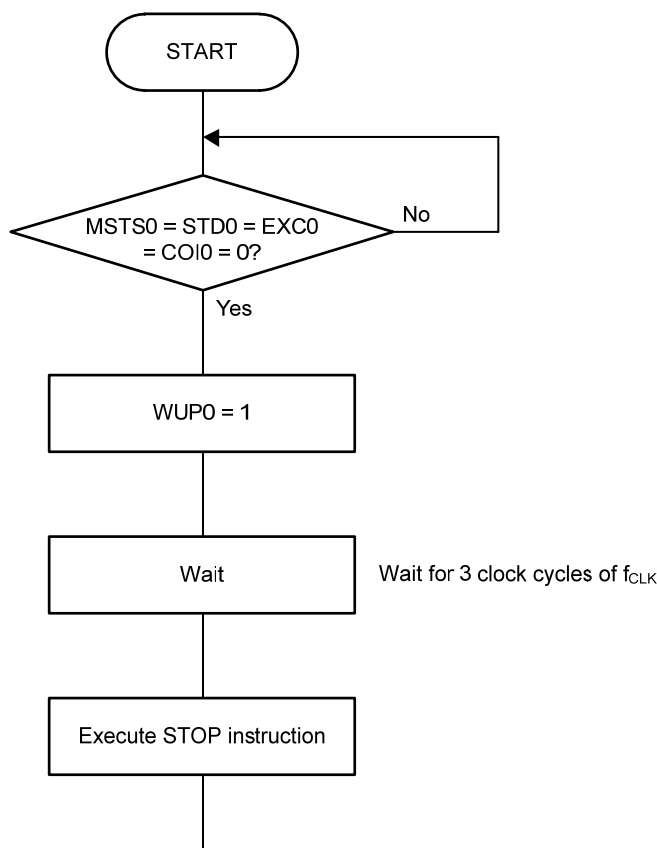 START
MSTS0 = STD0 = EXC0
= COI0 = 0?
No
Yes
WUP0 = 1
Wait
Wait for 3 clock cycles of fCLK
Execute STOP instruction